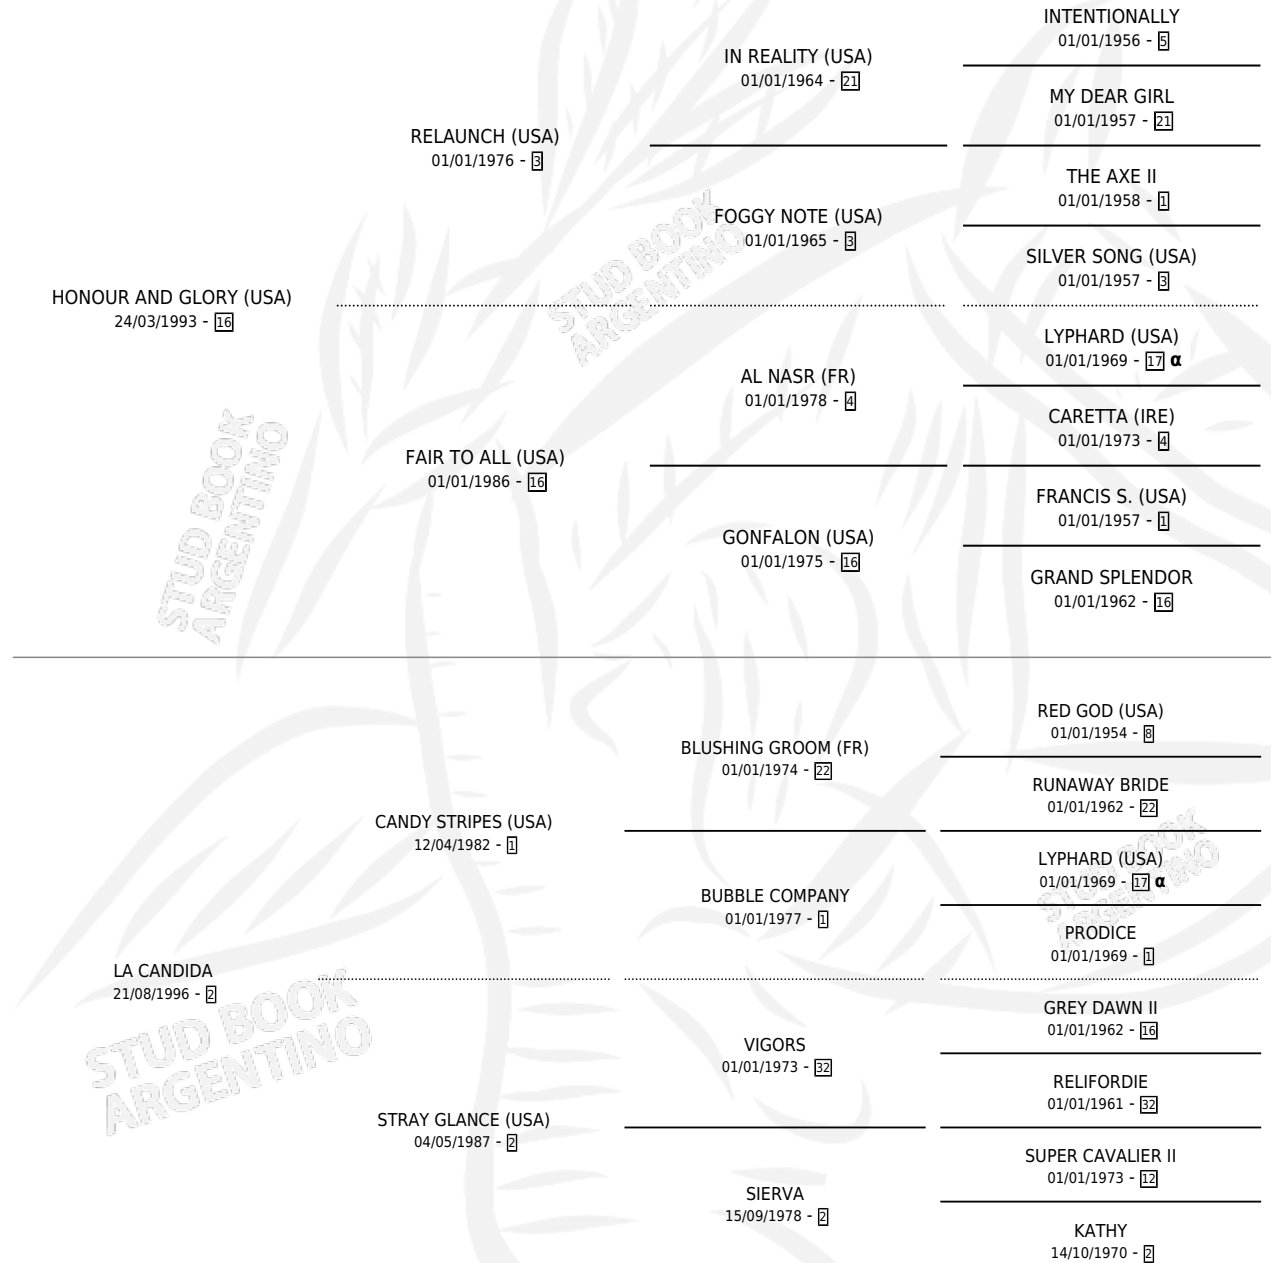 INTENTIONALLY
01/01/1956 - 5
IN REALITY (USA)
01/01/1964 - 21
MY DEAR GIRL
01/01/1957 - 21
RELAUNCH (USA)
01/01/1976 - 3
THE AXE II
01/01/1958 - 1
FOGGY NOTE (USA)
01/01/1965 - 3
SILVER SONG (USA)
01/01/1957 - 3
HONOUR AND GLORY (USA)
24/03/1993 - 16
LYPHARD (USA)
01/01/1969 - 17 α
AL NASR (FR)
01/01/1978 - 4
CARETTA (IRE)
01/01/1973 - 4
FAIR TO ALL (USA)
01/01/1986 - 16
FRANCIS S. (USA)
01/01/1957 - 1
GONFALON (USA)
01/01/1975 - 16
GRAND SPLENDOR
01/01/1962 - 16
RED GOD (USA)
01/01/1954 - 8
BLUSHING GROOM (FR)
01/01/1974 - 22
RUNAWAY BRIDE
01/01/1962 - 22
CANDY STRIPES (USA)
12/04/1982 - 1
LYPHARD (USA)
01/01/1969 - 17 α
BUBBLE COMPANY
01/01/1977 - 1
PRODICE
01/01/1969 - 1
LA CANDIDA
21/08/1996 - 2
GREY DAWN II
01/01/1962 - 16
VIGORS
01/01/1973 - 32
RELIFORDIE
01/01/1961 - 32
STRAY GLANCE (USA)
04/05/1987 - 2
SUPER CAVALIER II
01/01/1973 - 12
SIERVA
15/09/1978 - 2
KATHY
14/10/1970 - 2
STUD BOOK
ARGENTINO
STUD BOOK
ARGENTINO
STUD BOOK
ARGENTINO
STUD BOOK
ARGENTINO